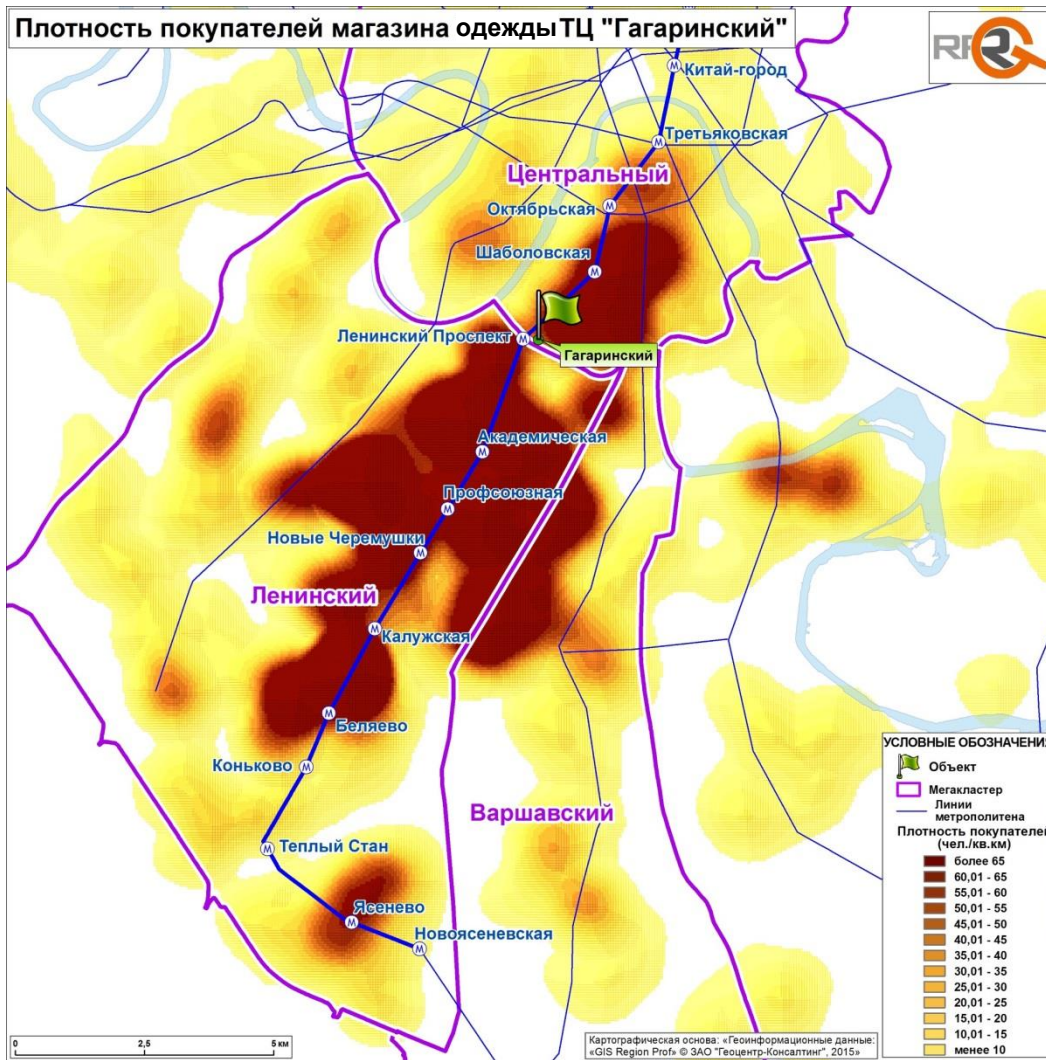 Плотность покупателей магазина одежды ТЦ "Гагаринский"
Китай-город
Третьяковская
Центральный
Октябрьская
Шаболовская
Ленинский Проспект
Гагаринский
Академическая
Профсоюзная
Новые Черемушки
Ленинский
Калужская
Беляево
Коньково
Варшавский
Теплый Стан
Ясенево
Новоясеневская
УСЛОВНЫЕ ОБОЗНАЧЕНИЯ
Объект
Мегакластер
Линии
метрополитена
Плотность покупателей
(чел./кв.км)
более 65
60,01 - 65
55,01 - 60
50,01 - 55
45,01 - 50
40,01 - 45
35,01 - 40
30,01 - 35
25,01 - 30
20,01 - 25
15,01 - 20
10,01 - 15
менее 10
0 2,5 5 км
Картографическая основа: «Геоинформационные данные:
«GIS Region Prof» © ЗАО "Геоцентр-Консалтинг", 2015»